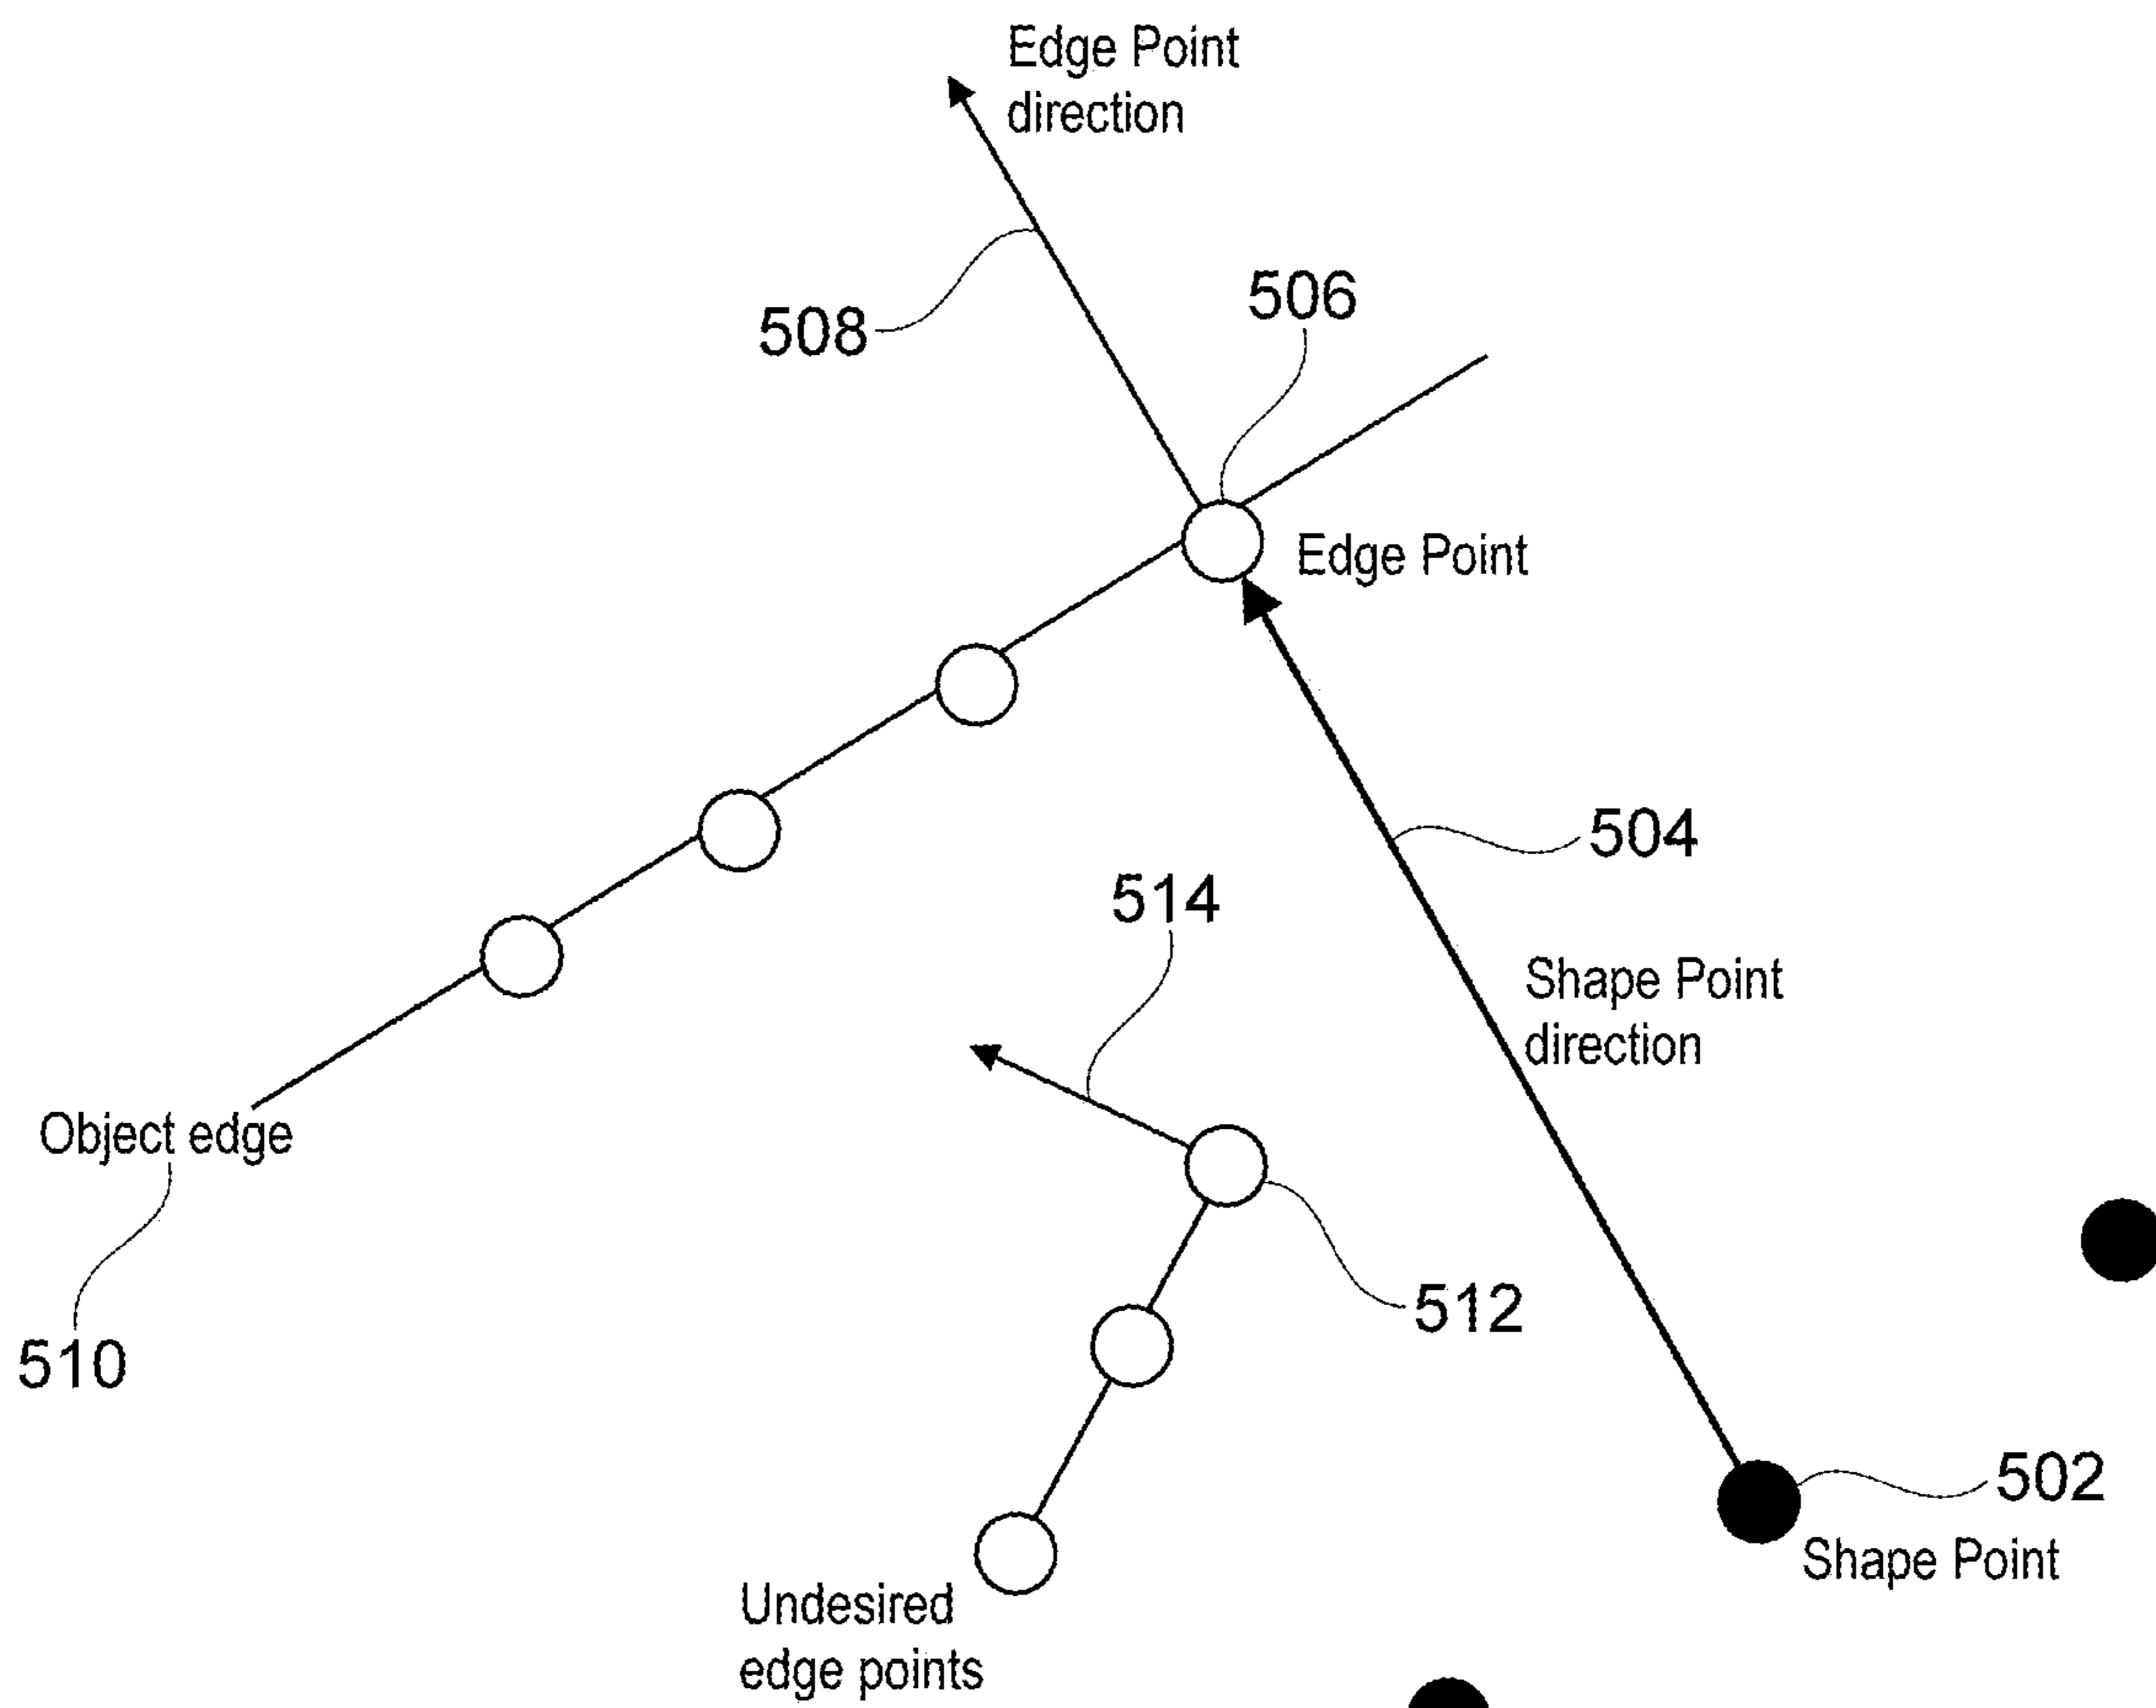 Edge Point
direction
506
508
Edge Point
504
514
Shape Point
direction
Object edge
512
510
502
Shape Point
Undesired
edge points